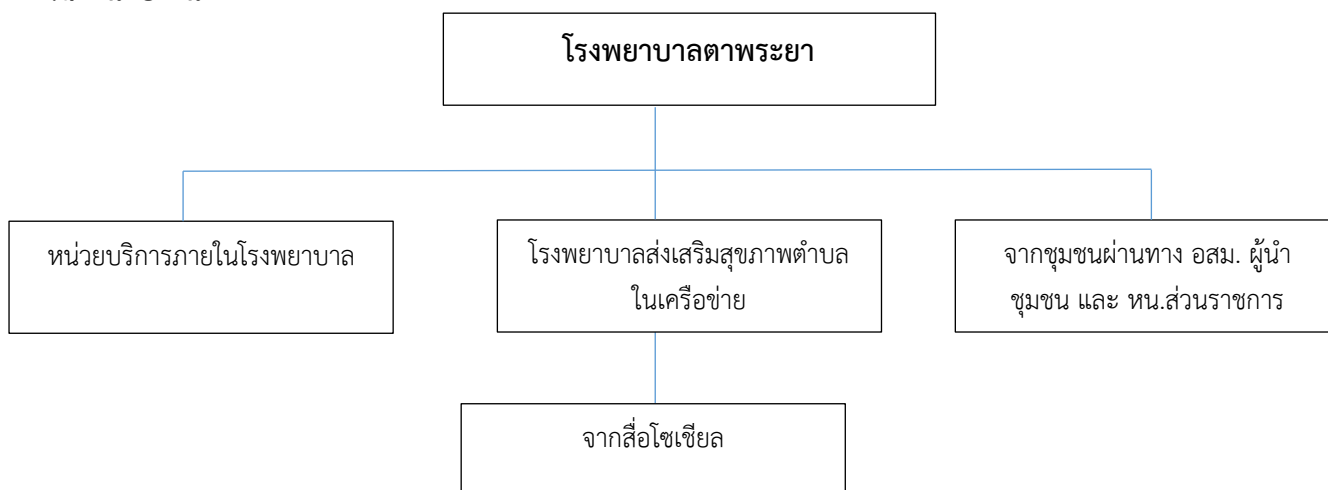 โรงพยาบาลตาพระยา
หน่วยบริการภายในโรงพยาบาล
โรงพยาบาลส่งเสริมสุขภาพตำบล
ในเครือข่าย
จากชุมชนผ่านทาง อสม. ผู้นำ
ชุมชน และ หน.ส่วนราชการ
จากสื่อโซเชียล